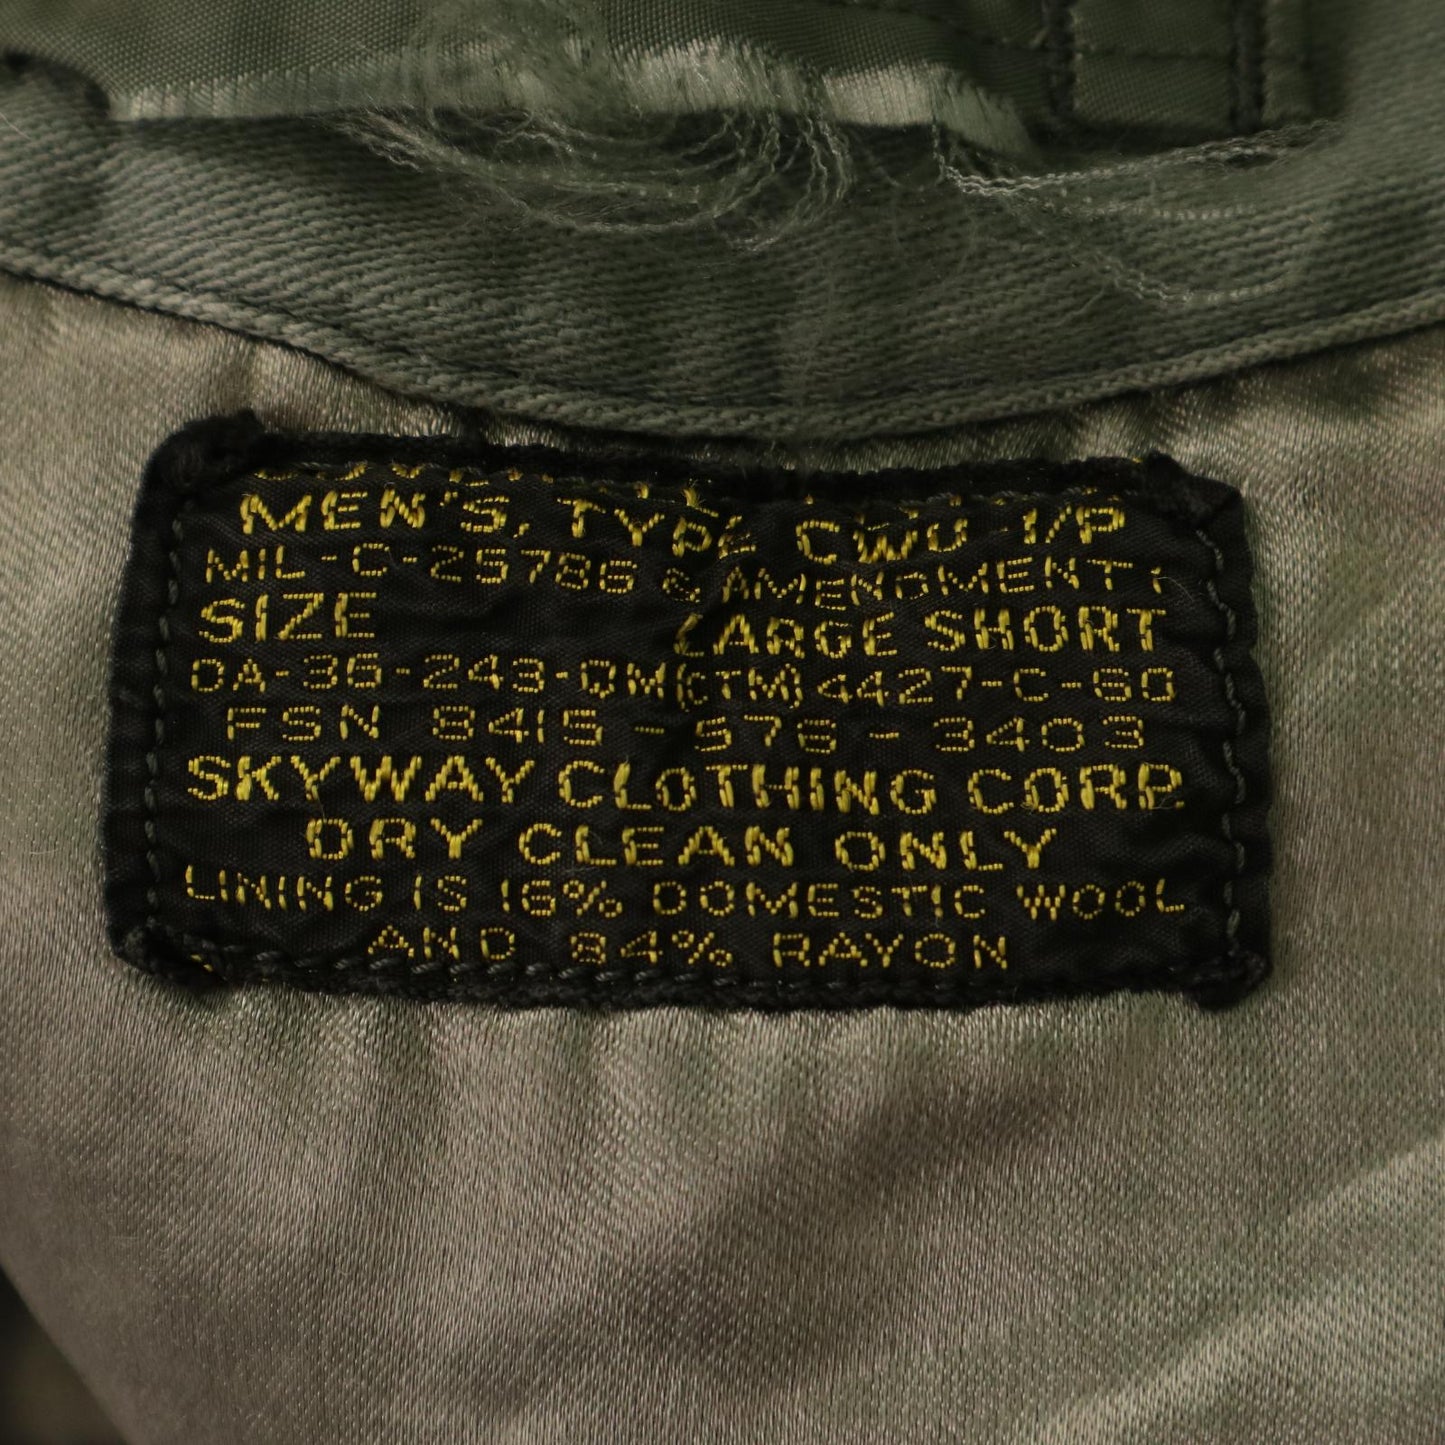 MEN'S, TYPE CWU-1/P
MIL-C-25786 & AMENDMENT 1
SIZE LARGE SHORT
DA-36-243-QM(CTM) 4427-C-60
FSN 8415-576-3403
SKYWAY CLOTHING CORP.
DRY CLEAN ONLY
LINING IS 16% DOMESTIC WOOL
AND 84% RAYON